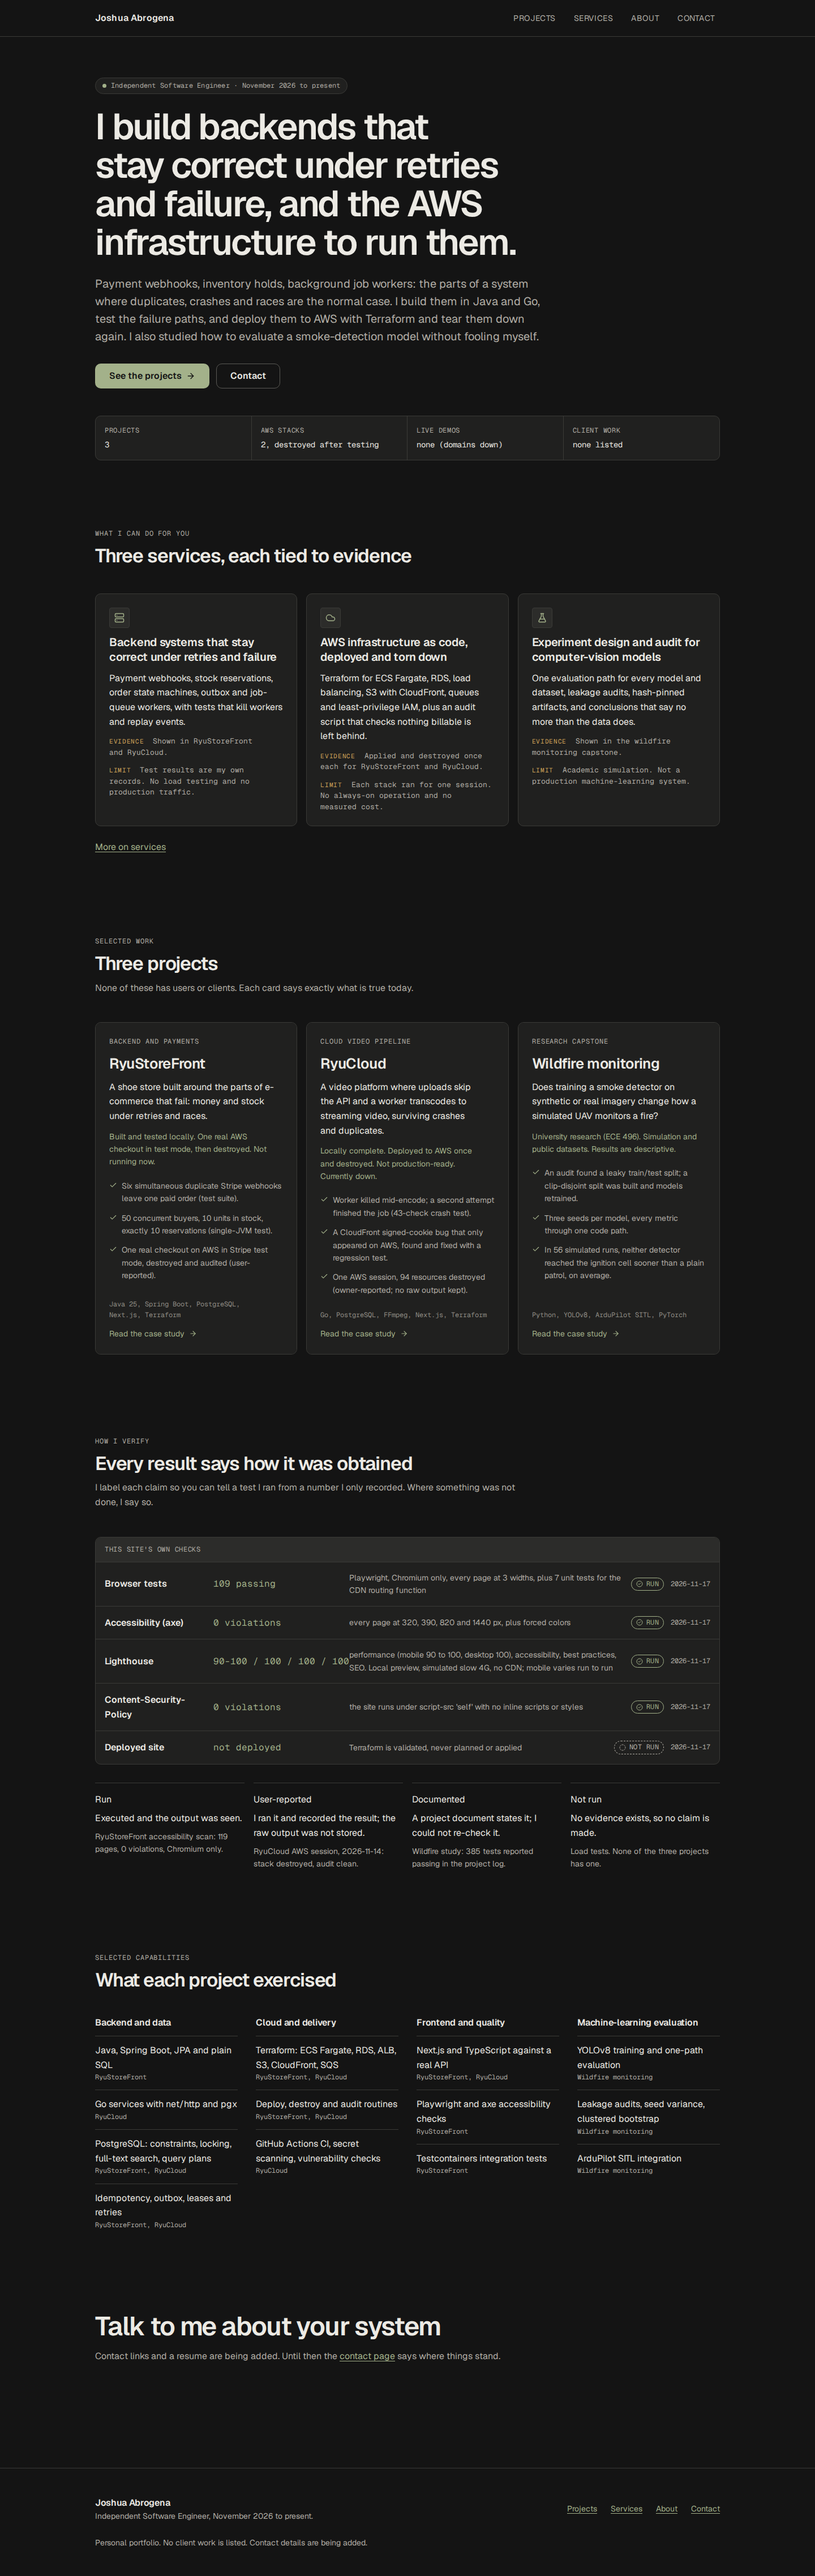 Joshua Abrogena
PROJECTS SERVICES ABOUT CONTACT
Independent Software Engineer · November 2026 to present
I build backends that
stay correct under retries
and failure, and the AWS
infrastructure to run them.
Payment webhooks, inventory holds, background job workers: the parts of a system
where duplicates, crashes and races are the normal case. I build them in Java and Go,
test the failure paths, and deploy them to AWS with Terraform and tear them down
again. I also studied how to evaluate a smoke-detection model without fooling myself.
See the projects →
Contact
PROJECTS
3
AWS STACKS
2, destroyed after testing
LIVE DEMOS
none (domains down)
CLIENT WORK
none listed
WHAT I CAN DO FOR YOU
Three services, each tied to evidence
Backend systems that stay
correct under retries and failure
Payment webhooks, stock reservations,
order state machines, outbox and job-
queue workers, with tests that kill workers
and replay events.
EVIDENCE Shown in RyuStoreFront
and RyuCloud.
LIMIT Test results are my own
records. No load testing and no
production traffic.
AWS infrastructure as code,
deployed and torn down
Terraform for ECS Fargate, RDS, load
balancing, S3 with CloudFront, queues
and least-privilege IAM, plus an audit
script that checks nothing billable is
left behind.
EVIDENCE Applied and destroyed once
each for RyuStoreFront and RyuCloud.
LIMIT Each stack ran for one session.
No always-on operation and no
measured cost.
Experiment design and audit for
computer-vision models
One evaluation path for every model and
dataset, leakage audits, hash-pinned
artifacts, and conclusions that say no
more than the data does.
EVIDENCE Shown in the wildfire
monitoring capstone.
LIMIT Academic simulation. Not a
production machine-learning system.
More on services
SELECTED WORK
Three projects
None of these has users or clients. Each card says exactly what is true today.
BACKEND AND PAYMENTS
RyuStoreFront
A shoe store built around the parts of e-
commerce that fail: money and stock
under retries and races.
Built and tested locally. One real AWS
checkout in test mode, then destroyed. Not
running now.
Six simultaneous duplicate Stripe webhooks
leave one paid order (test suite).
50 concurrent buyers, 10 units in stock,
exactly 10 reservations (single-JVM test).
One real checkout on AWS in Stripe test
mode, destroyed and audited (user-
reported).
Java 25, Spring Boot, PostgreSQL,
Next.js, Terraform
Read the case study →
CLOUD VIDEO PIPELINE
RyuCloud
A video platform where uploads skip
the API and a worker transcodes to
streaming video, surviving crashes
and duplicates.
Locally complete. Deployed to AWS once
and destroyed. Not production-ready.
Currently down.
Worker killed mid-encode; a second attempt
finished the job (43-check crash test).
A CloudFront signed-cookie bug that only
appeared on AWS, found and fixed with a
regression test.
One AWS session, 94 resources destroyed
(owner-reported; no raw output kept).
Go, PostgreSQL, FFmpeg, Next.js, Terraform
Read the case study →
RESEARCH CAPSTONE
Wildfire monitoring
Does training a smoke detector on
synthetic or real imagery change how a
simulated UAV monitors a fire?
University research (ECE 496). Simulation and
public datasets. Results are descriptive.
An audit found a leaky train/test split; a
clip-disjoint split was built and models
retrained.
Three seeds per model, every metric
through one code path.
In 56 simulated runs, neither detector
reached the ignition cell sooner than a plain
patrol, on average.
Python, YOLOv8, ArduPilot SITL, PyTorch
Read the case study →
HOW I VERIFY
Every result says how it was obtained
I label each claim so you can tell a test I ran from a number I only recorded. Where something was not
done, I say so.
THIS SITE'S OWN CHECKS
Browser tests 109 passing Playwright, Chromium only, every page at 3 widths, plus 7 unit tests for the
CDN routing function RUN 2026-11-17
Accessibility (axe) 0 violations every page at 320, 390, 820 and 1440 px, plus forced colors RUN 2026-11-17
Lighthouse 90-100 / 100 / 100 / 100 performance (mobile 90 to 100, desktop 100), accessibility, best practices,
SEO. Local preview, simulated slow 4G, no CDN; mobile varies run to run RUN 2026-11-17
Content-Security-
Policy 0 violations the site runs under script-src 'self' with no inline scripts or styles RUN 2026-11-17
Deployed site not deployed Terraform is validated, never planned or applied NOT RUN 2026-11-17
Run
Executed and the output was seen.
RyuStoreFront accessibility scan: 119
pages, 0 violations, Chromium only.
User-reported
I ran it and recorded the result; the
raw output was not stored.
RyuCloud AWS session, 2026-11-14:
stack destroyed, audit clean.
Documented
A project document states it; I
could not re-check it.
Wildfire study: 385 tests reported
passing in the project log.
Not run
No evidence exists, so no claim is
made.
Load tests. None of the three projects
has one.
SELECTED CAPABILITIES
What each project exercised
Backend and data
Java, Spring Boot, JPA and plain
SQL
RyuStoreFront
Go services with net/http and pgx
RyuCloud
PostgreSQL: constraints, locking,
full-text search, query plans
RyuStoreFront, RyuCloud
Idempotency, outbox, leases and
retries
RyuStoreFront, RyuCloud
Cloud and delivery
Terraform: ECS Fargate, RDS, ALB,
S3, CloudFront, SQS
RyuStoreFront, RyuCloud
Deploy, destroy and audit routines
RyuStoreFront, RyuCloud
GitHub Actions CI, secret
scanning, vulnerability checks
RyuCloud
Frontend and quality
Next.js and TypeScript against a
real API
RyuStoreFront, RyuCloud
Playwright and axe accessibility
checks
RyuStoreFront
Testcontainers integration tests
RyuStoreFront
Machine-learning evaluation
YOLOv8 training and one-path
evaluation
Wildfire monitoring
Leakage audits, seed variance,
clustered bootstrap
Wildfire monitoring
ArduPilot SITL integration
Wildfire monitoring
Talk to me about your system
Contact links and a resume are being added. Until then the contact page says where things stand.
Joshua Abrogena
Independent Software Engineer, November 2026 to present.
Projects Services About Contact
Personal portfolio. No client work is listed. Contact details are being added.